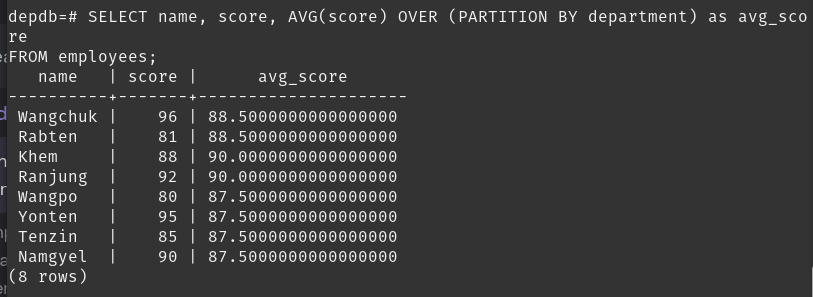 depdb=# SELECT name, score, AVG(score) OVER (PARTITION BY department) as avg_sco
re
FROM employees;
   name   | score |      avg_score
----------+-------+---------------------
 Wangchuk |    96 | 88.5000000000000000
 Rabten   |    81 | 88.5000000000000000
 Khem     |    88 | 90.0000000000000000
 Ranjung  |    92 | 90.0000000000000000
 Wangpo   |    80 | 87.5000000000000000
 Yonten   |    95 | 87.5000000000000000
 Tenzin   |    85 | 87.5000000000000000
 Namgyel  |    90 | 87.5000000000000000
(8 rows)